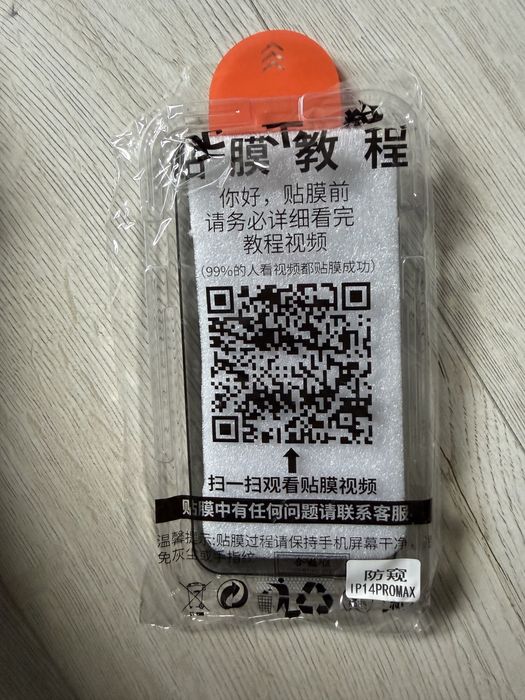 贴膜教程
你好，贴膜前
请务必详细看完
教程视频
(99%的人看视频都贴膜成功)
扫一扫观看贴膜视频
贴膜中有任何问题请联系客服
温馨提示:贴膜过程请保持手机屏幕干净，
免灰尘或手指纹
防窥
IP14PROMAX